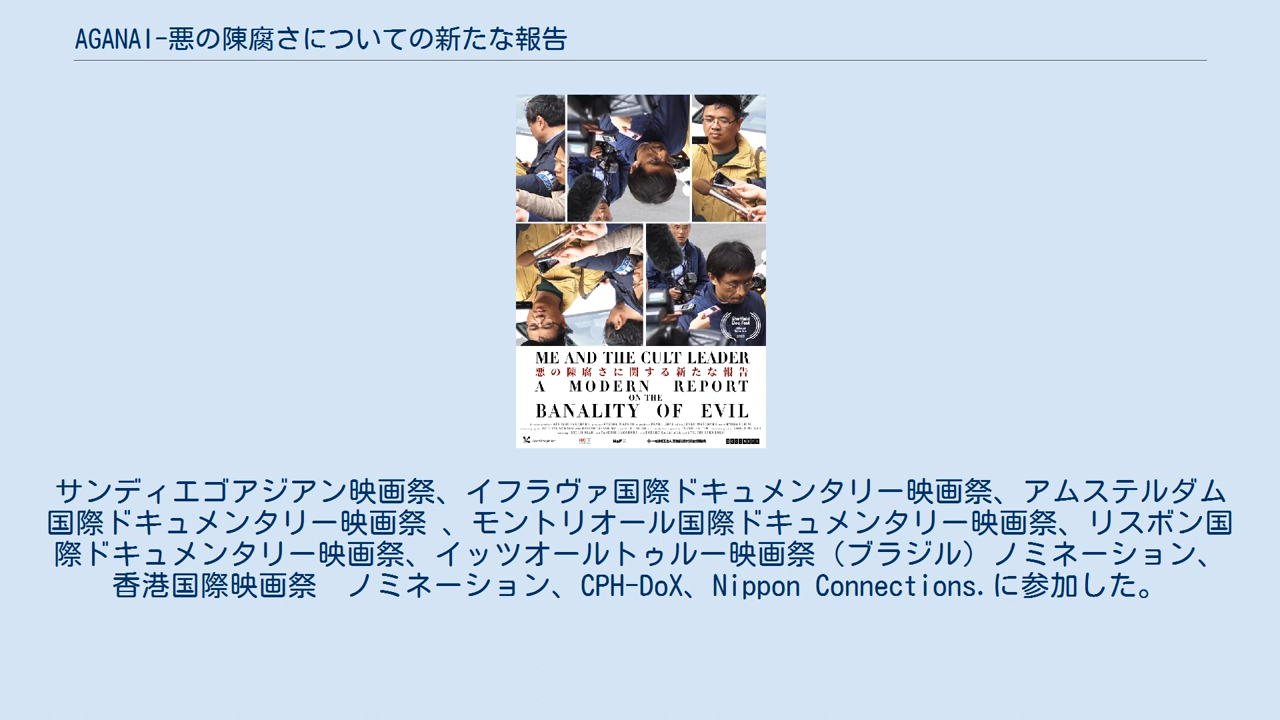 AGANAI-悪の陳腐さについての新たな報告
Sheffield
Doc Fest
ME AND THE CULT LEADER
悪の陳腐さに関する新たな報告
A MODERN REPORT
ON THE
BANALITY OF EVIL
サンディエゴアジアン映画祭、イフラヴァ国際ドキュメンタリー映画祭、アムステルダム
国際ドキュメンタリー映画祭 、モントリオール国際ドキュメンタリー映画祭、リスボン国
際ドキュメンタリー映画祭、イッツオールトゥルー映画祭（ブラジル）ノミネーション、
香港国際映画祭　ノミネーション、CPH-DoX、Nippon Connections.に参加した。